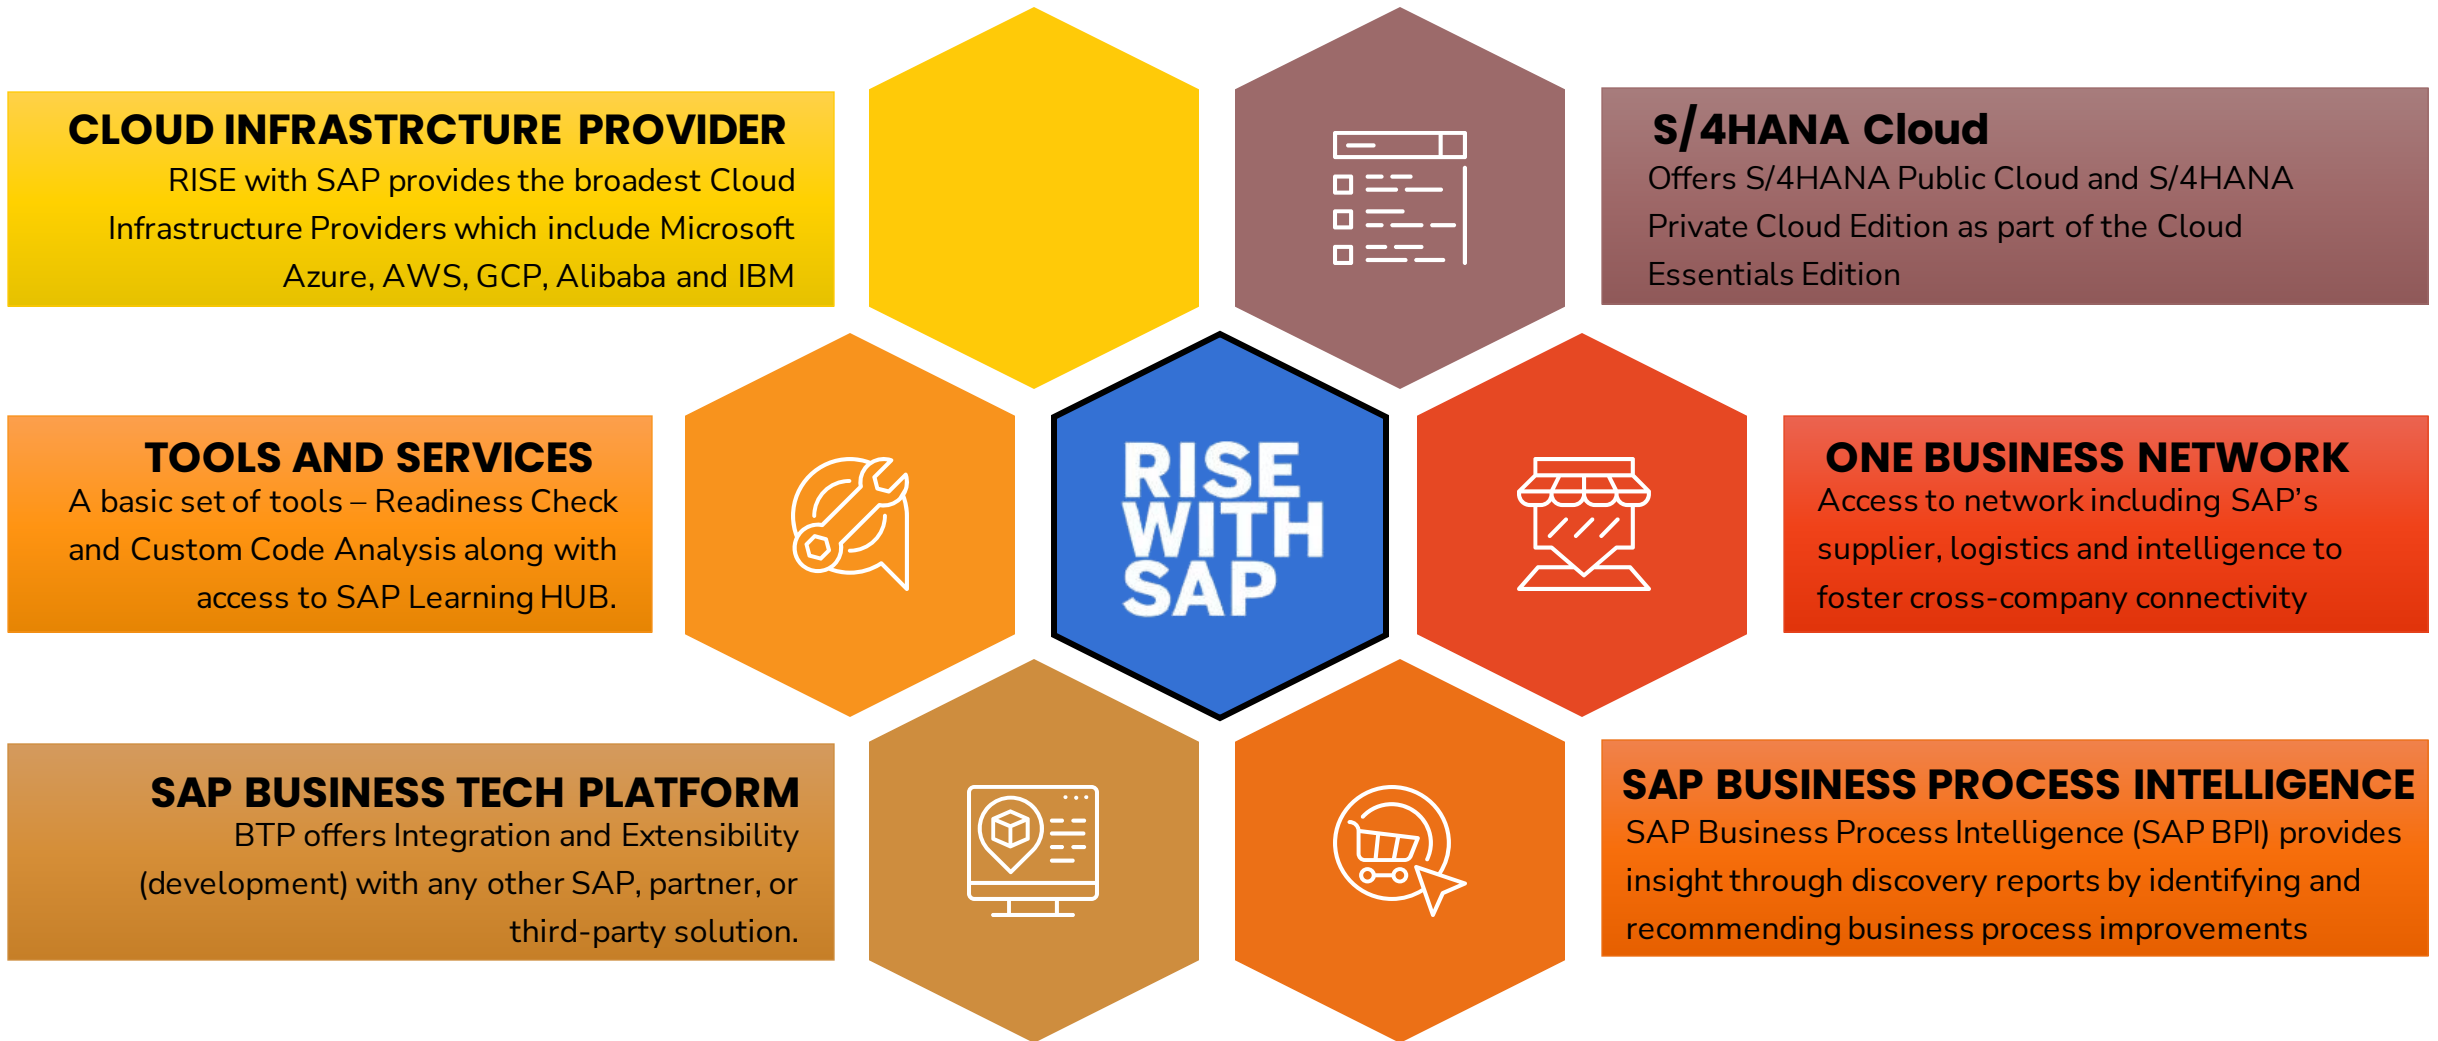 CLOUD INFRASTRCTURE PROVIDER
RISE with SAP provides the broadest Cloud
Infrastructure Providers which include Microsoft
Azure, AWS, GCP, Alibaba and IBM
S/4HANA Cloud
Offers S/4HANA Public Cloud and S/4HANA
Private Cloud Edition as part of the Cloud
Essentials Edition
TOOLS AND SERVICES
A basic set of tools – Readiness Check
and Custom Code Analysis along with
access to SAP Learning HUB.
RISE
WITH
SAP
ONE BUSINESS NETWORK
Access to network including SAP’s
supplier, logistics and intelligence to
foster cross-company connectivity
SAP BUSINESS TECH PLATFORM
BTP offers Integration and Extensibility
(development) with any other SAP, partner, or
third-party solution.
SAP BUSINESS PROCESS INTELLIGENCE
SAP Business Process Intelligence (SAP BPI) provides
insight through discovery reports by identifying and
recommending business process improvements